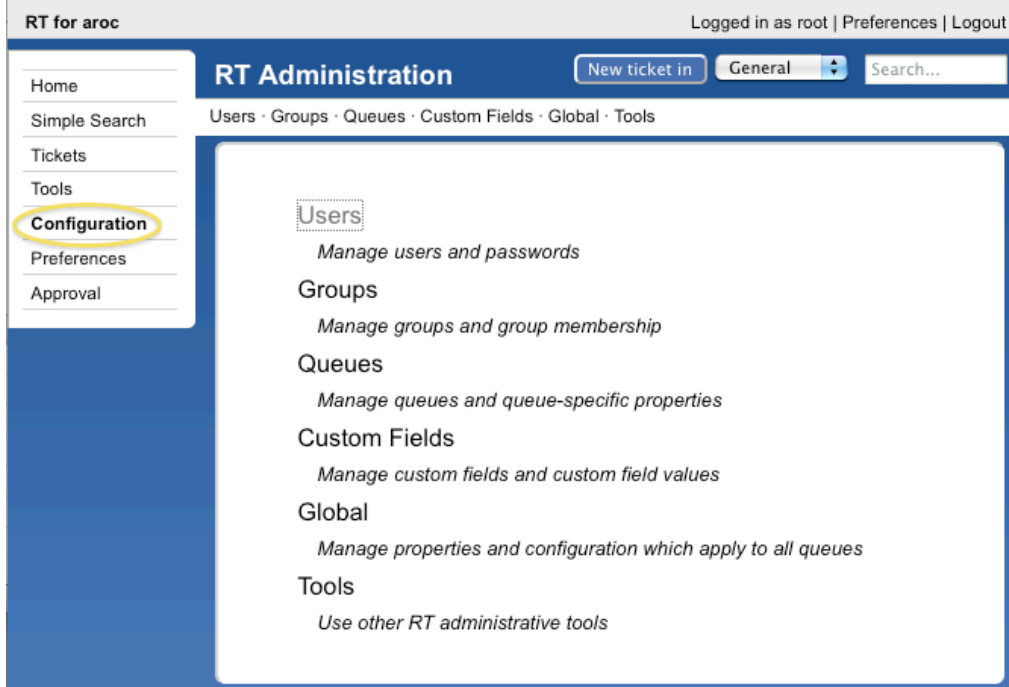 RT for aroc
Logged in as root | Preferences | Logout
Home
Simple Search
Tickets
Tools
Configuration
Preferences
Approval
RT Administration
New ticket in
General
Search...
Users · Groups · Queues · Custom Fields · Global · Tools
Users
Manage users and passwords
Groups
Manage groups and group membership
Queues
Manage queues and queue-specific properties
Custom Fields
Manage custom fields and custom field values
Global
Manage properties and configuration which apply to all queues
Tools
Use other RT administrative tools